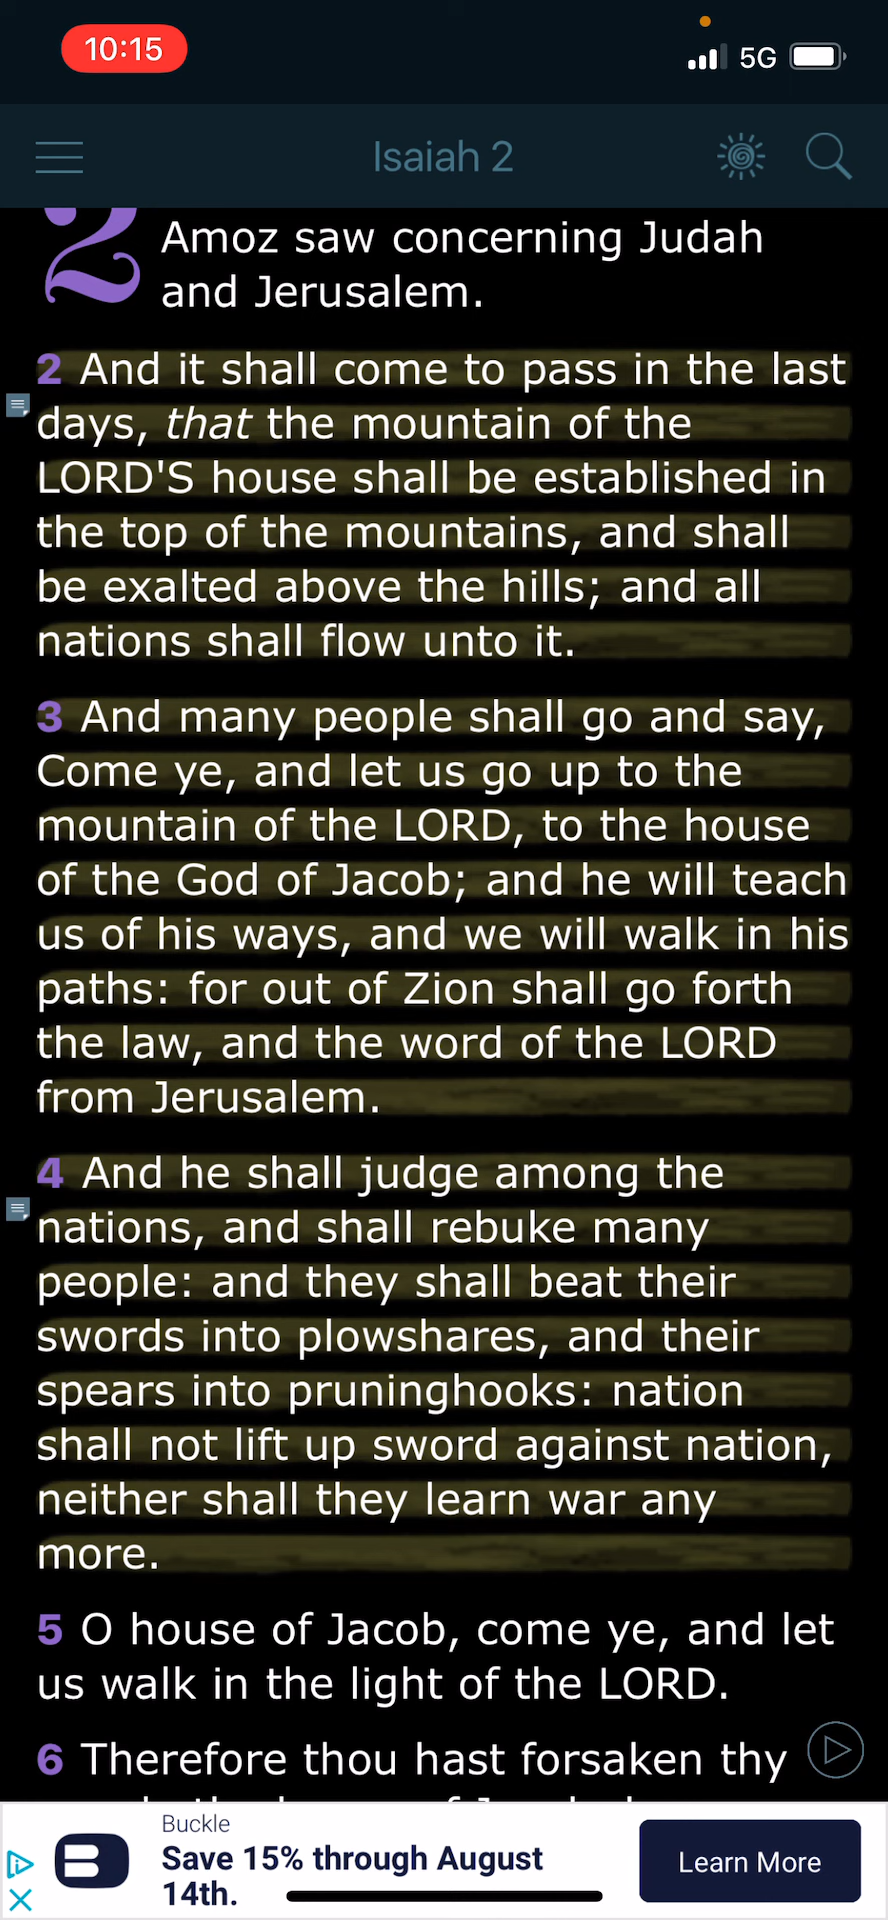 10:15
5G
Isaiah 2
2 Amoz saw concerning Judah
and Jerusalem.
2 And it shall come to pass in the last
days, that the mountain of the
LORD'S house shall be established in
the top of the mountains, and shall
be exalted above the hills; and all
nations shall flow unto it.
3 And many people shall go and say,
Come ye, and let us go up to the
mountain of the LORD, to the house
of the God of Jacob; and he will teach
us of his ways, and we will walk in his
paths: for out of Zion shall go forth
the law, and the word of the LORD
from Jerusalem.
4 And he shall judge among the
nations, and shall rebuke many
people: and they shall beat their
swords into plowshares, and their
spears into pruninghooks: nation
shall not lift up sword against nation,
neither shall they learn war any
more.
5 O house of Jacob, come ye, and let
us walk in the light of the LORD.
6 Therefore thou hast forsaken thy
Buckle
B
Save 15% through August
14th.
Learn More